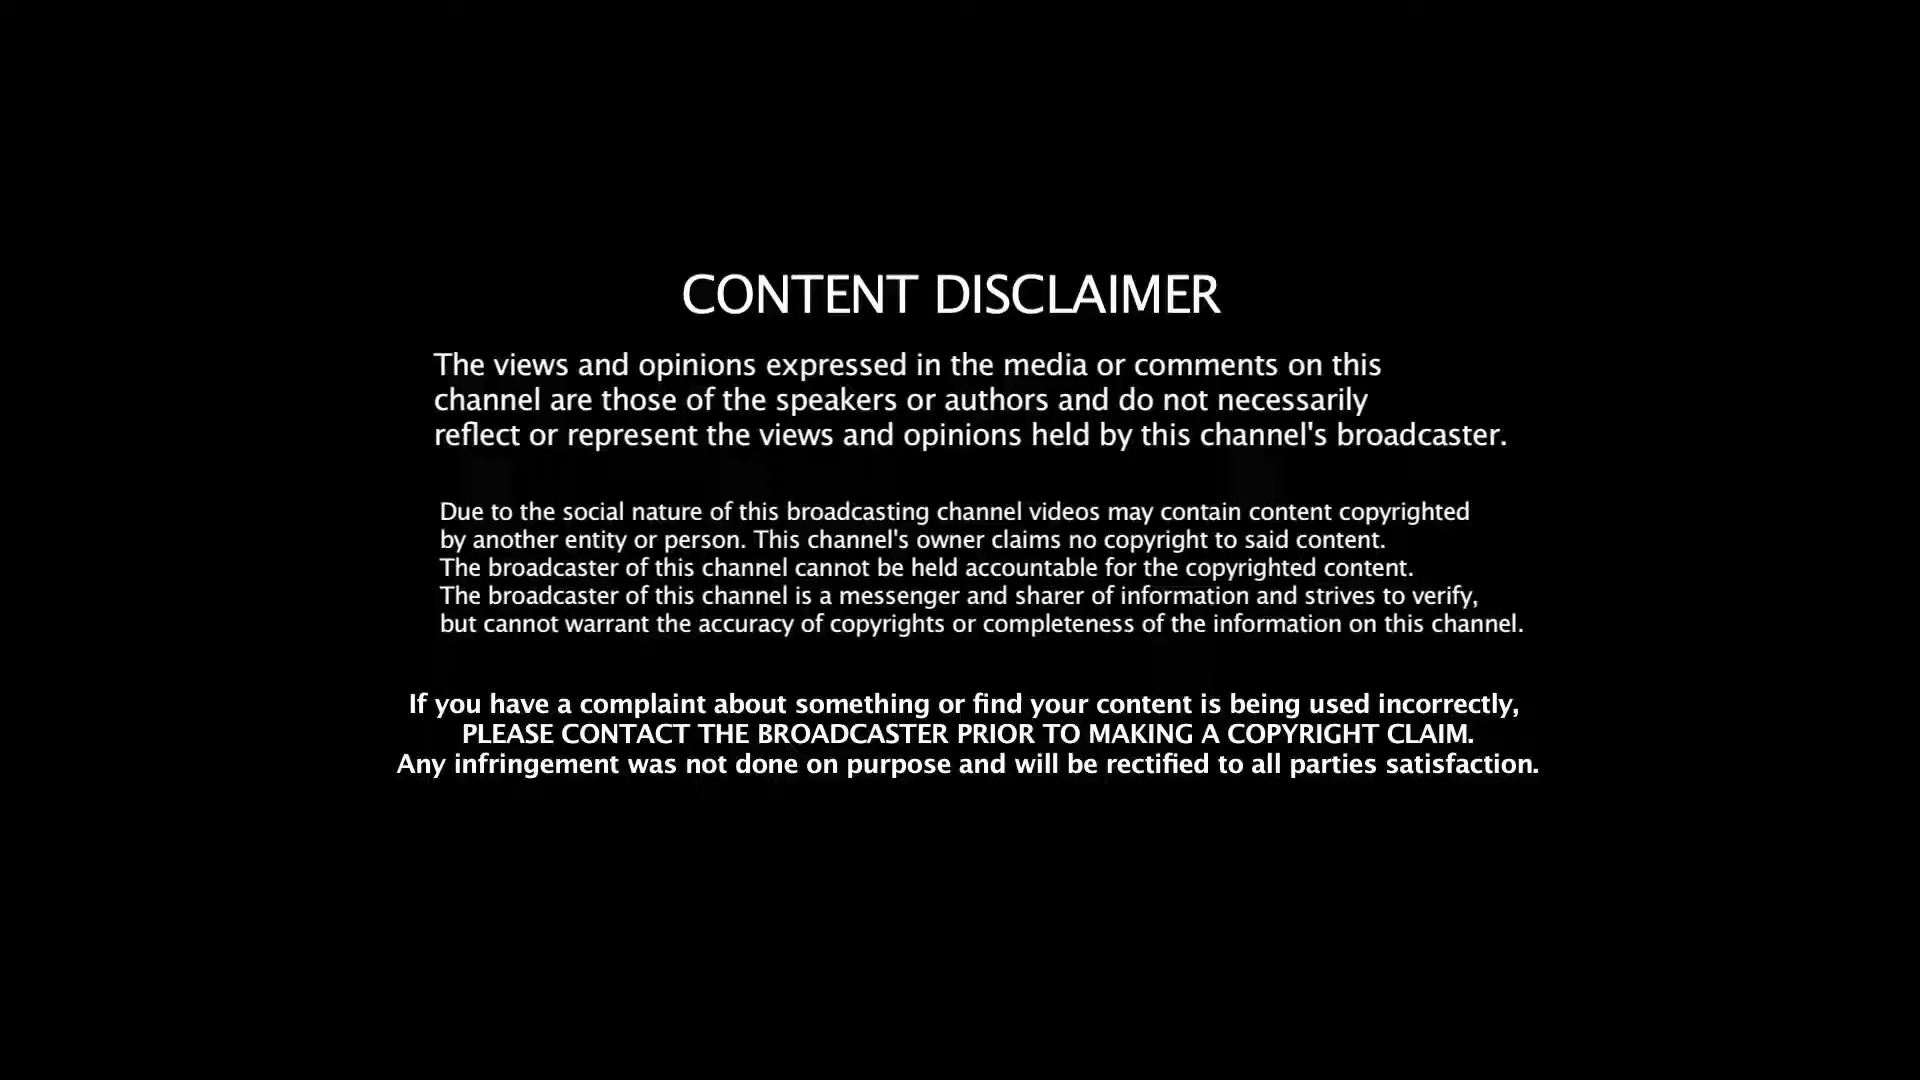 CONTENT DISCLAIMER
The views and opinions expressed in the media or comments on this
channel are those of the speakers or authors and do not necessarily
reflect or represent the views and opinions held by this channel's broadcaster.
Due to the social nature of this broadcasting channel videos may contain content copyrighted
by another entity or person. This channel's owner claims no copyright to said content.
The broadcaster of this channel cannot be held accountable for the copyrighted content.
The broadcaster of this channel is a messenger and sharer of information and strives to verify,
but cannot warrant the accuracy of copyrights or completeness of the information on this channel.
If you have a complaint about something or find your content is being used incorrectly,
PLEASE CONTACT THE BROADCASTER PRIOR TO MAKING A COPYRIGHT CLAIM.
Any infringement was not done on purpose and will be rectified to all parties satisfaction.